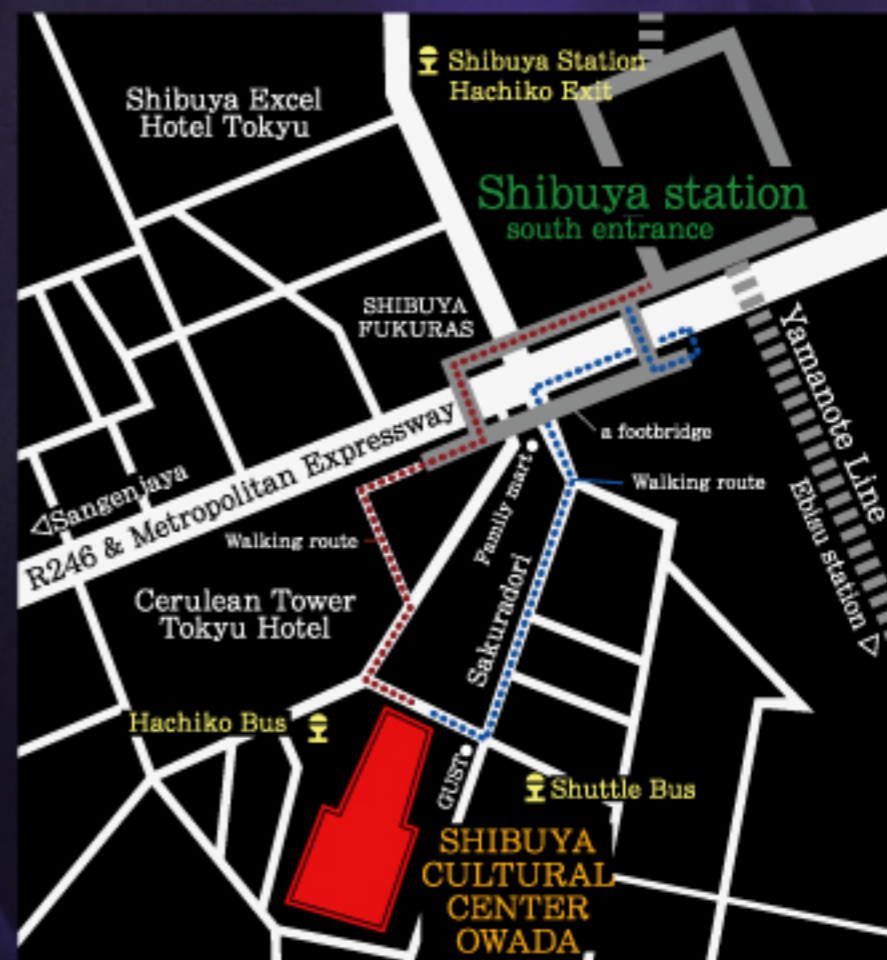 Shibuya Station
Hachiko Exit
Shibuya Excel
Hotel Tokyu
Shibuya station
south entrance
SHIBUYA
FUKURAS
Yamanote Line
a footbridge
Family mart
Walking route
Sangenjaya
R246 & Metropolitan Expressway
Ebisu station
Walking route
Cerulean Tower
Tokyu Hotel
Sakuradori
Hachiko Bus
GUST
Shuttle Bus
SHIBUYA
CULTURAL
CENTER
OWADA